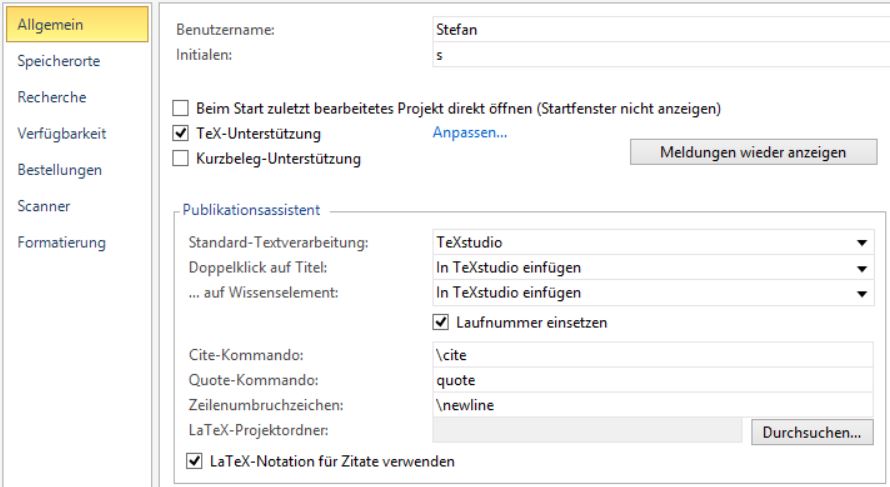 Allgemein
Speicherorte
Recherche
Verfügbarkeit
Bestellungen
Scanner
Formatierung
Benutzername: Stefan
Initialen: s
Beim Start zuletzt bearbeitetes Projekt direkt öffnen (Startfenster nicht anzeigen)
TeX-Unterstützung Anpassen...
Kurzbeleg-Unterstützung
Meldungen wieder anzeigen
Publikationsassistent
Standard-Textverarbeitung: TeXstudio
Doppelklick auf Titel: In TeXstudio einfügen
... auf Wissenselement: In TeXstudio einfügen
Laufnummer einsetzen
Cite-Kommando: \cite
Quote-Kommando: quote
Zeilenumbruchzeichen: \newline
LaTeX-Projektordner: Durchsuchen...
LaTeX-Notation für Zitate verwenden